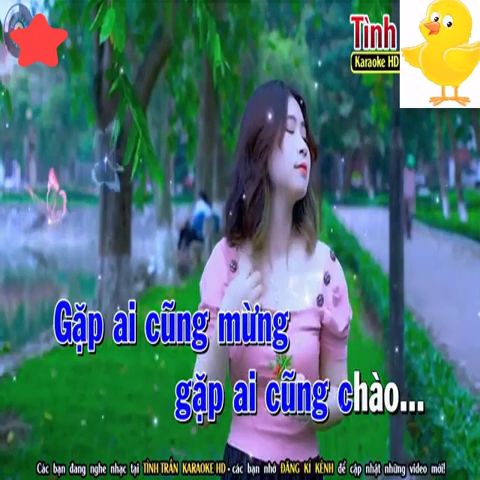 Tình
Karaoke HD
Gặp ai cũng mừng
gặp ai cũng chào...
Các bạn đang nghe nhạc tại TÌNH TRẦN KARAOKE HD - các bạn nhớ ĐĂNG KÍ KÊNH để cập nhật những video mới!